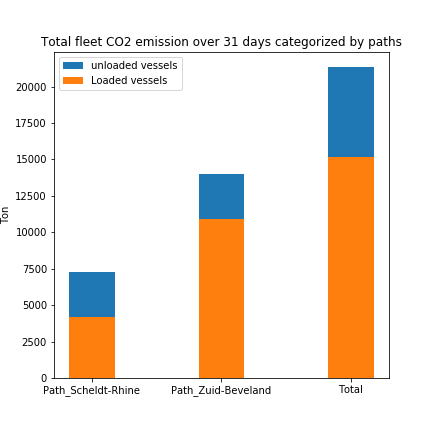 Total fleet CO2 emission over 31 days categorized by paths
unloaded vessels
Loaded vessels
20000
17500
15000
12500
10000
7500
5000
2500
0
Ton
Path_Scheldt-Rhine
Path_Zuid-Beveland
Total